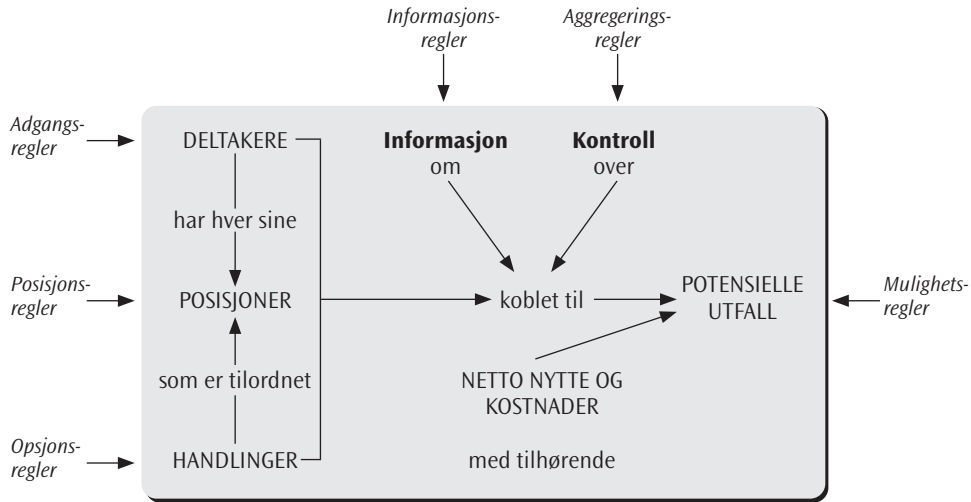 Informasjons-
regler
Aggregerings-
regler
Adgangs-
regler
DELTAKERE
Informasjon
om
Kontroll
over
har hver sine
Posisjons-
regler
POSISJONER
koblet til
POTENSIELLE
UTFALL
Mulighets-
regler
som er tilordnet
NETTO NYTTE OG
KOSTNADER
Opsjons-
regler
HANDLINGER
med tilhørende